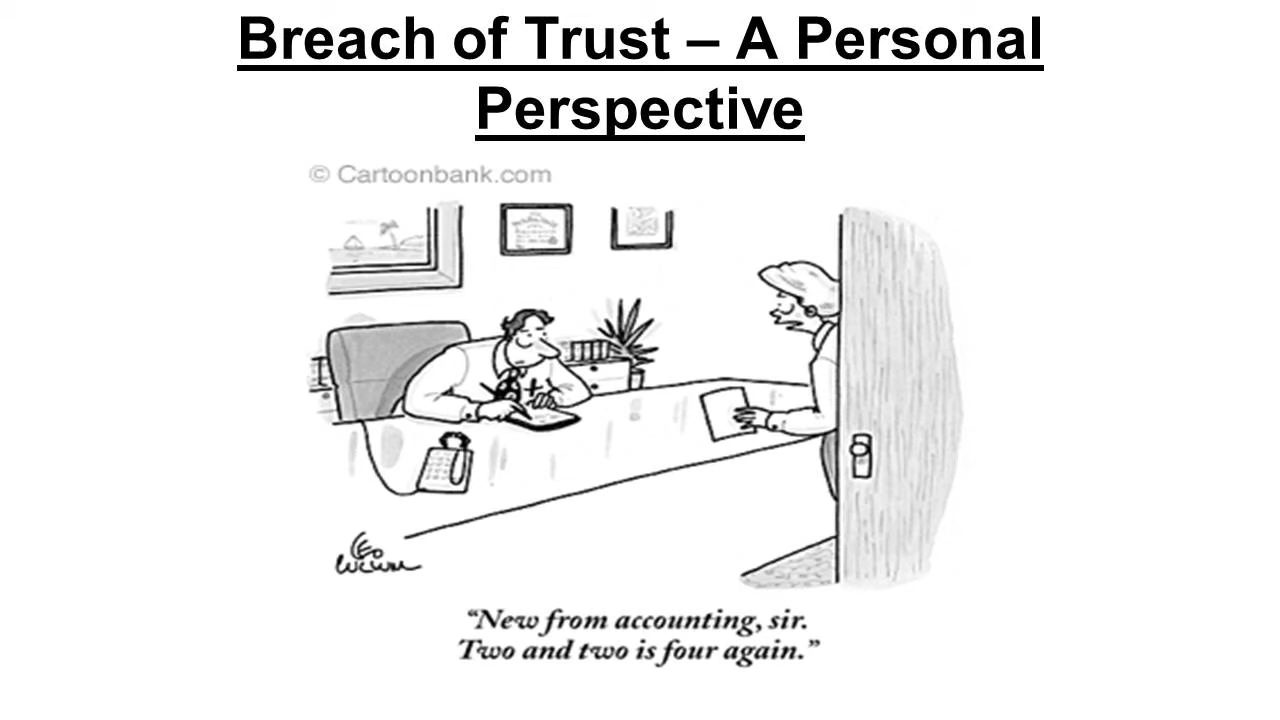 Breach of Trust – A Personal
Perspective
© Cartoonbank.com
“New from accounting, sir.
Two and two is four again.”